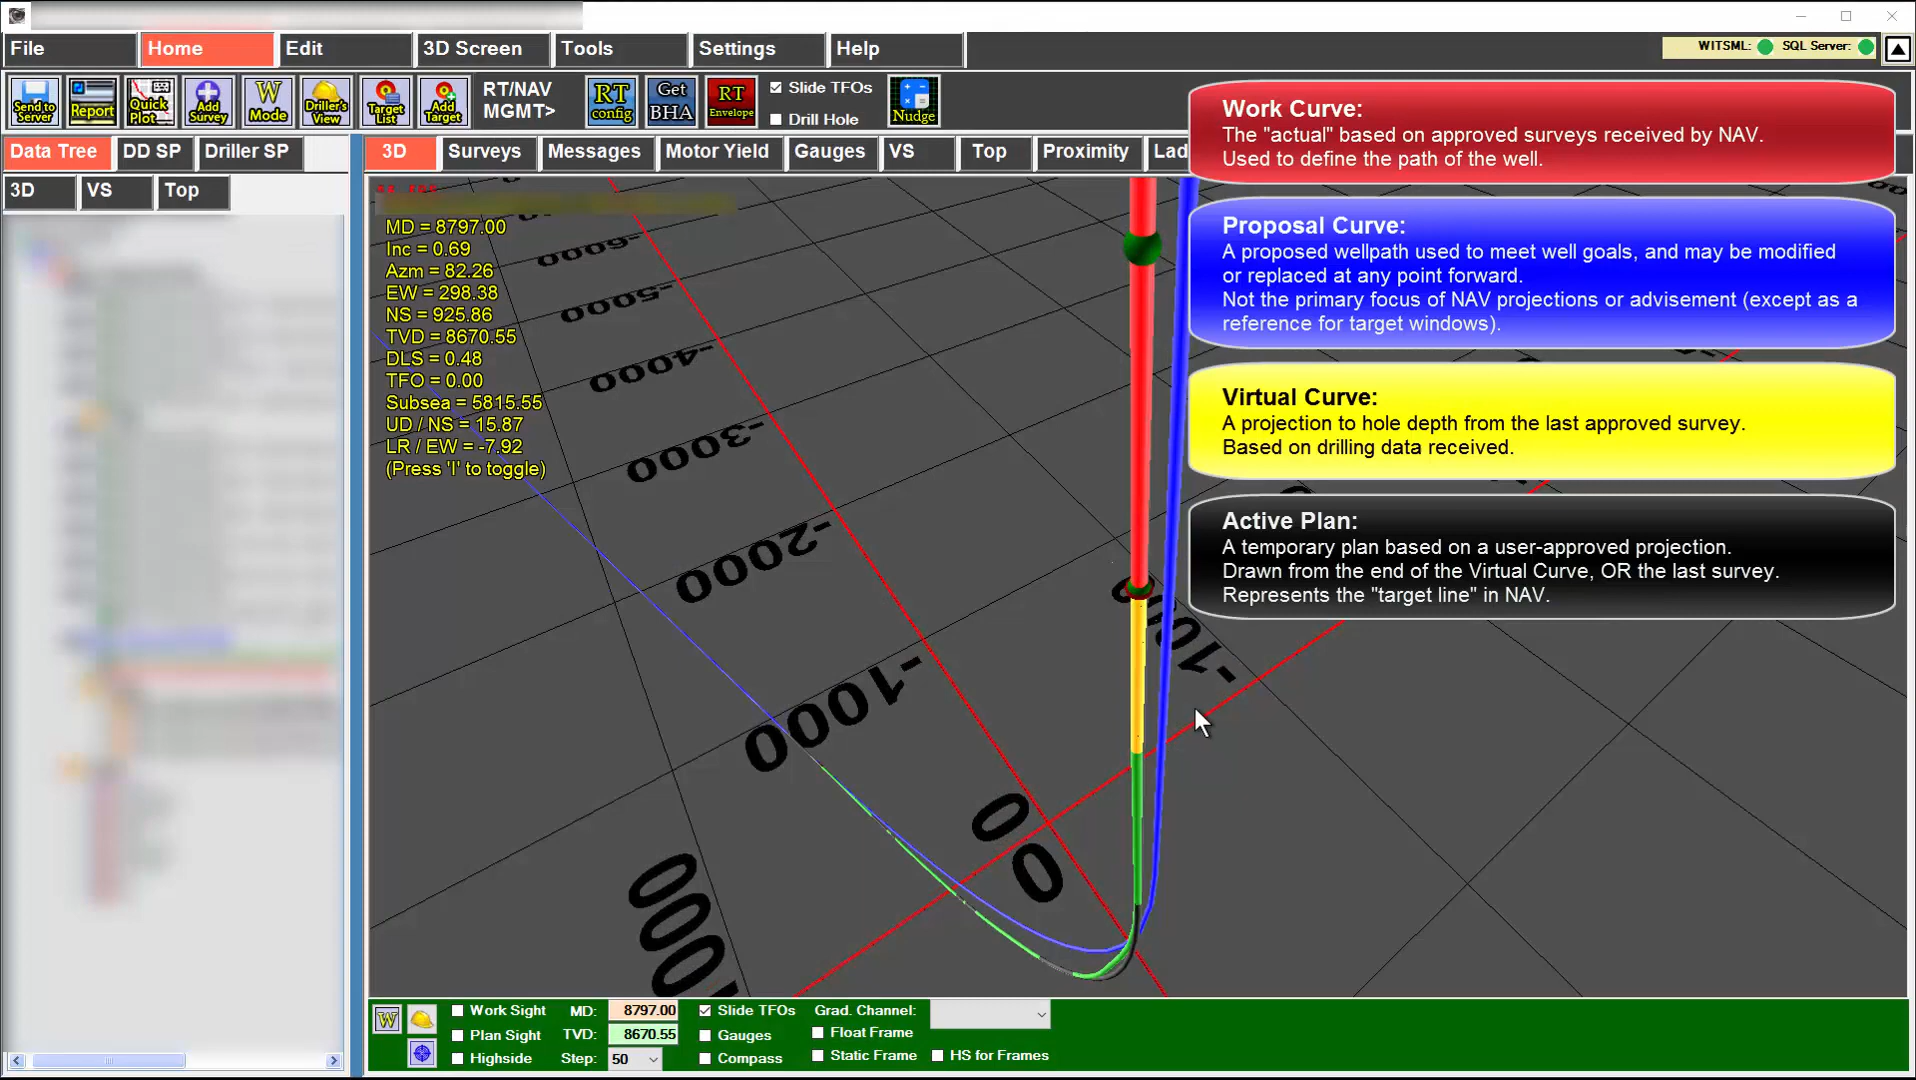 File Home Edit 3D Screen Tools Settings Help
WITSML: SQL Server:
Send to Server
Report
Quick Plot
Add Survey
W Mode
Driller's View
Target List
Add Target
RT/NAV MGMT>
RT config
Get BHA
RT Envelope
Slide TFOs
Drill Hole
Nudge
Data Tree DD SP Driller SP
3D VS Top
3D Surveys Messages Motor Yield Gauges VS Top Proximity Lad
MD = 8797.00
Inc = 0.69
Azm = 82.26
EW = 298.38
NS = 925.86
TVD = 8670.55
DLS = 0.48
TFO = 0.00
Subsea = 5815.55
UD / NS = 15.87
LR / EW = -7.92
(Press 'I' to toggle)
-6000
-5000
-4000
-3000
-2000
-1000
0
0
-1000
Work Curve:
The "actual" based on approved surveys received by NAV.
Used to define the path of the well.
Proposal Curve:
A proposed wellpath used to meet well goals, and may be modified
or replaced at any point forward.
Not the primary focus of NAV projections or advisement (except as a
reference for target windows).
Virtual Curve:
A projection to hole depth from the last approved survey.
Based on drilling data received.
Active Plan:
A temporary plan based on a user-approved projection.
Drawn from the end of the Virtual Curve, OR the last survey.
Represents the "target line" in NAV.
W Work Sight MD: 8797.00 Slide TFOs Grad. Channel:
Plan Sight TVD: 8670.55 Gauges Float Frame
Highside Step: 50 Compass Static Frame HS for Frames